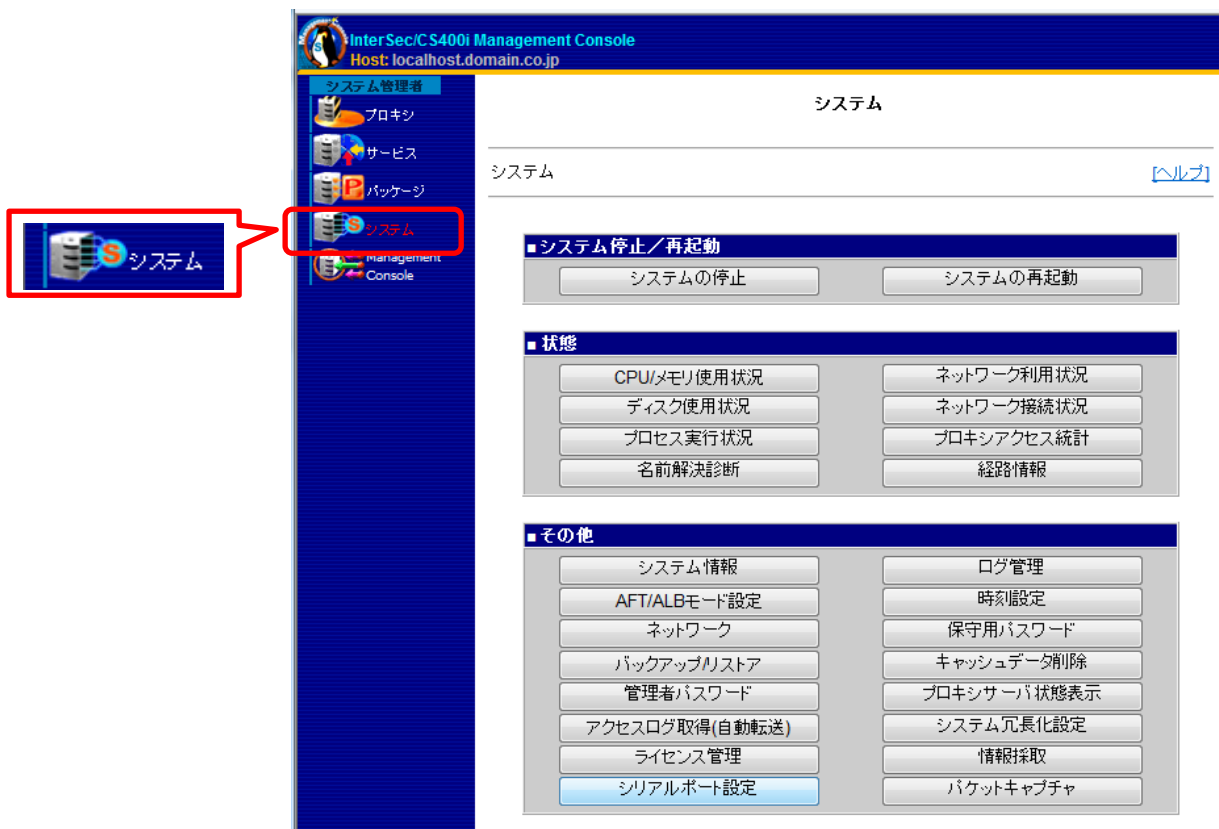 InterSec/CS400i Management Console
Host: localhost.domain.co.jp
システム管理者
プロキシ
サービス
パッケージ
システム
Management
Console
システム
システム
システム
[ヘルプ]
■システム停止／再起動
システムの停止
システムの再起動
■状態
CPU/メモリ使用状況
ネットワーク利用状況
ディスク使用状況
ネットワーク接続状況
プロセス実行状況
プロキシアクセス統計
名前解決診断
経路情報
■その他
システム情報
ログ管理
AFT/ALBモード設定
時刻設定
ネットワーク
保守用パスワード
バックアップ/リストア
キャッシュデータ削除
管理者パスワード
プロキシサーバ状態表示
アクセスログ取得(自動転送)
システム冗長化設定
ライセンス管理
情報採取
シリアルポート設定
パケットキャプチャ